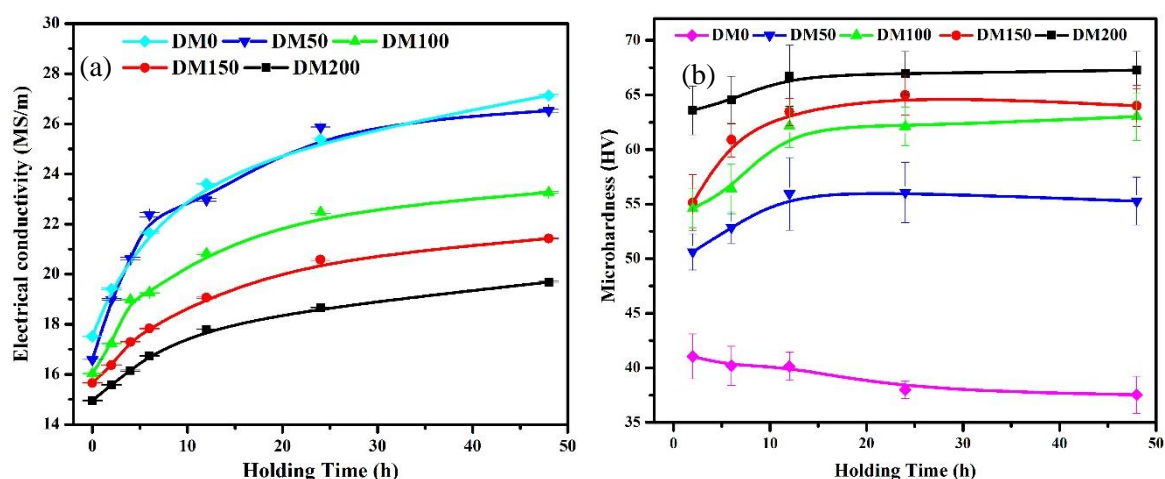 30
28
26
24
22
20
18
16
14
Electrical conductivity (MS/m)
DM0 DM50 DM100
(a)
DM150 DM200
0 10 20 30 40 50
Holding Time (h)
70
65
60
55
50
45
40
35
Microhardness (HV)
DM0 DM50 DM100 DM150 DM200
(b)
0 10 20 30 40 50
Holding Time (h)